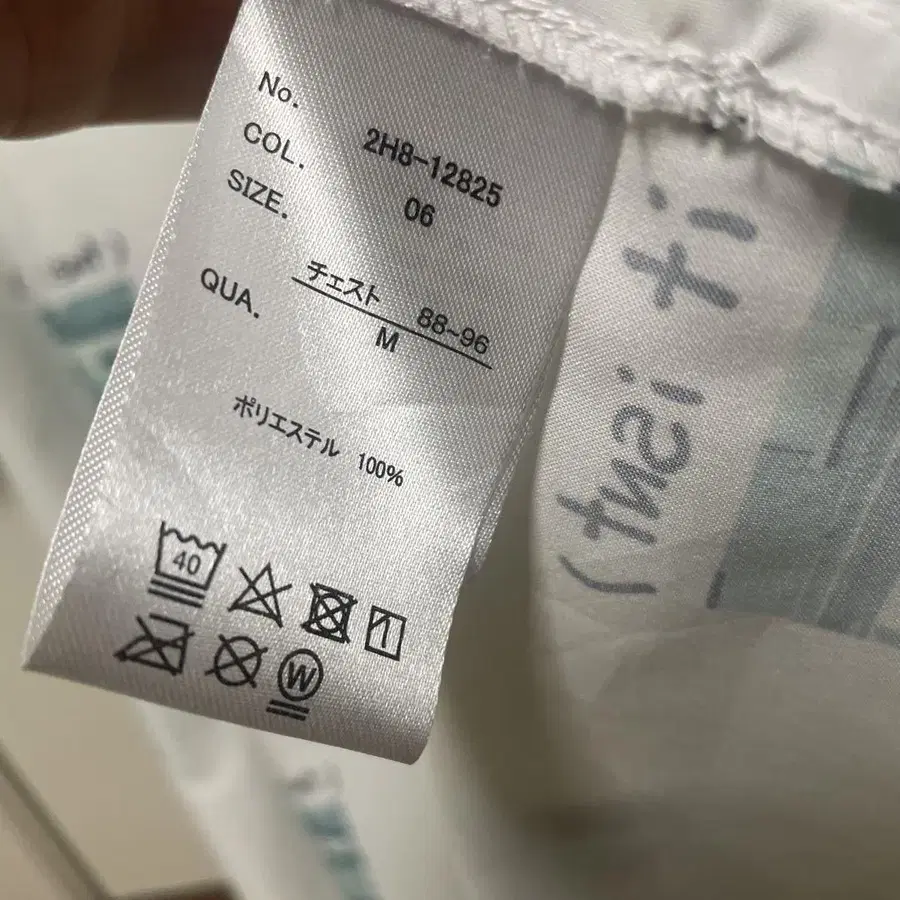 No. 2H8-12825
COL. 06
SIZE. チェスト 88~96
M
QUA.
ポリエステル 100%
40
W